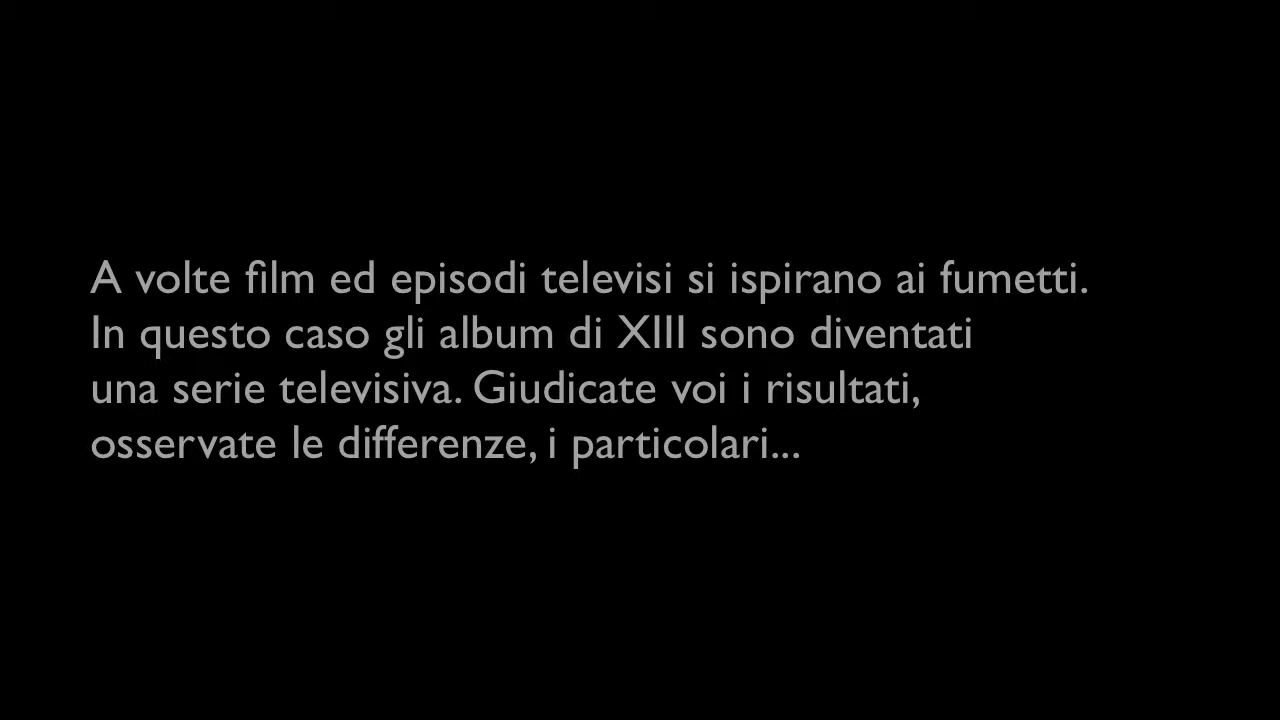 A volte film ed episodi televisi si ispirano ai fumetti.
In questo caso gli album di XIII sono diventati
una serie televisiva. Giudicate voi i risultati,
osservate le differenze, i particolari...